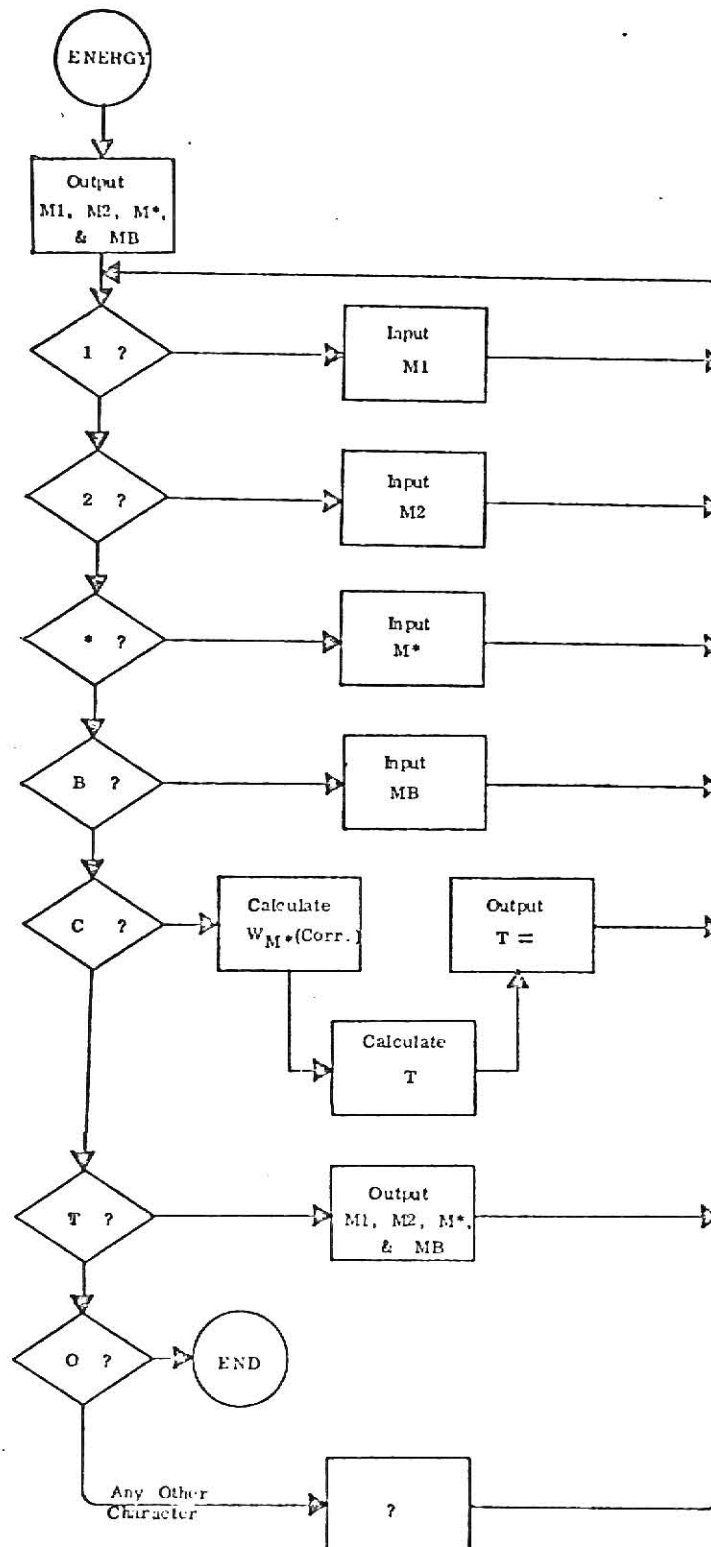 ENERGY
Output
M1, M2, M*,
& MB
1 ?
Input
M1
2 ?
Input
M2
* ?
Input
M*
B ?
Input
MB
C ?
Calculate
WM*(Corr.)
Output
T =
Calculate
T
T ?
Output
M1, M2, M*,
& MB
O ?
END
Any Other
Character
?